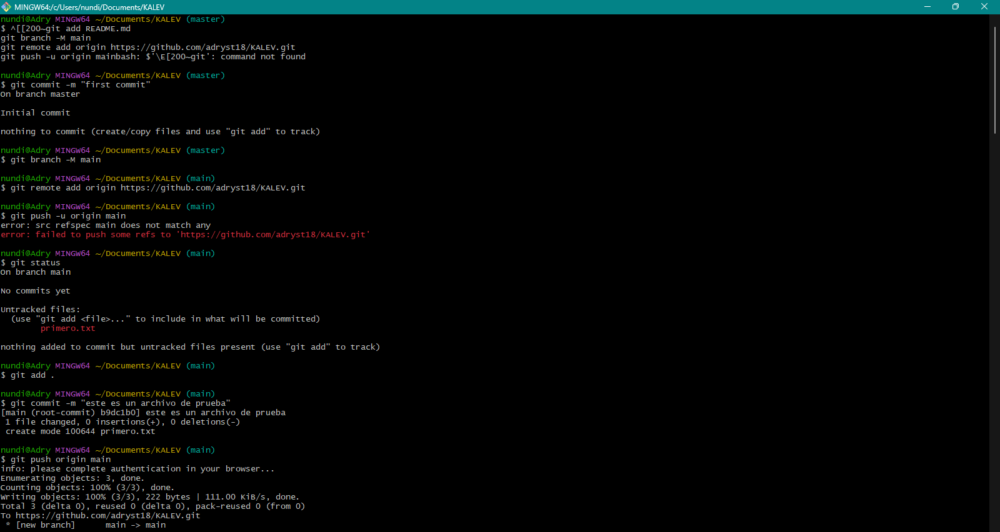 MINGW64:/c/Users/nundi/Documents/KALEV
nundi@Adry MINGW64 ~/Documents/KALEV (master)
$ ^[[200~git add README.md
git branch -M main
git remote add origin https://github.com/adryst18/KALEV.git
git push -u origin mainbash: $'\E[200~git': command not found
nundi@Adry MINGW64 ~/Documents/KALEV (master)
$ git commit -m "first commit"
On branch master
Initial commit
nothing to commit (create/copy files and use "git add" to track)
nundi@Adry MINGW64 ~/Documents/KALEV (master)
$ git branch -M main
nundi@Adry MINGW64 ~/Documents/KALEV (main)
$ git remote add origin https://github.com/adryst18/KALEV.git
nundi@Adry MINGW64 ~/Documents/KALEV (main)
$ git push -u origin main
error: src refspec main does not match any
error: failed to push some refs to 'https://github.com/adryst18/KALEV.git'
nundi@Adry MINGW64 ~/Documents/KALEV (main)
$ git status
On branch main
No commits yet
Untracked files:
  (use "git add <file>..." to include in what will be committed)
        primero.txt
nothing added to commit but untracked files present (use "git add" to track)
nundi@Adry MINGW64 ~/Documents/KALEV (main)
$ git add .
nundi@Adry MINGW64 ~/Documents/KALEV (main)
$ git commit -m "este es un archivo de prueba"
[main (root-commit) b9dc1b0] este es un archivo de prueba
 1 file changed, 0 insertions(+), 0 deletions(-)
 create mode 100644 primero.txt
nundi@Adry MINGW64 ~/Documents/KALEV (main)
$ git push origin main
info: please complete authentication in your browser...
Enumerating objects: 3, done.
Counting objects: 100% (3/3), done.
Writing objects: 100% (3/3), 222 bytes | 111.00 KiB/s, done.
Total 3 (delta 0), reused 0 (delta 0), pack-reused 0 (from 0)
To https://github.com/adryst18/KALEV.git
 * [new branch]      main -> main